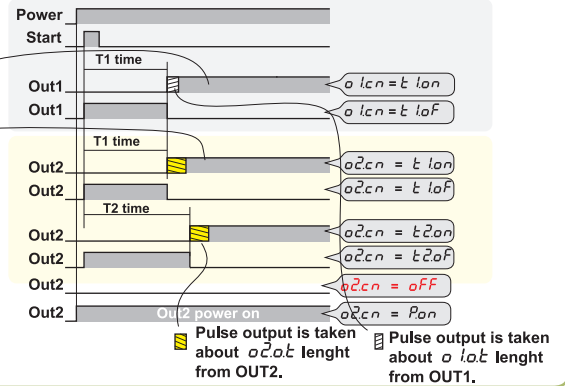 Power
Start
T1 time
Out1
o1.cn = t1.on
Out1
o1.cn = t1.oF
T1 time
Out2
o2.cn = t1.on
Out2
o2.cn = t1.oF
T2 time
Out2
o2.cn = t2.on
Out2
o2.cn = t2.oF
Out2
o2.cn = oFF
Out2
Out2 power on
o2.cn = P.on
Pulse output is taken
about o2.o.t lenght
from OUT2.
Pulse output is taken
about o1.o.t lenght
from OUT1.